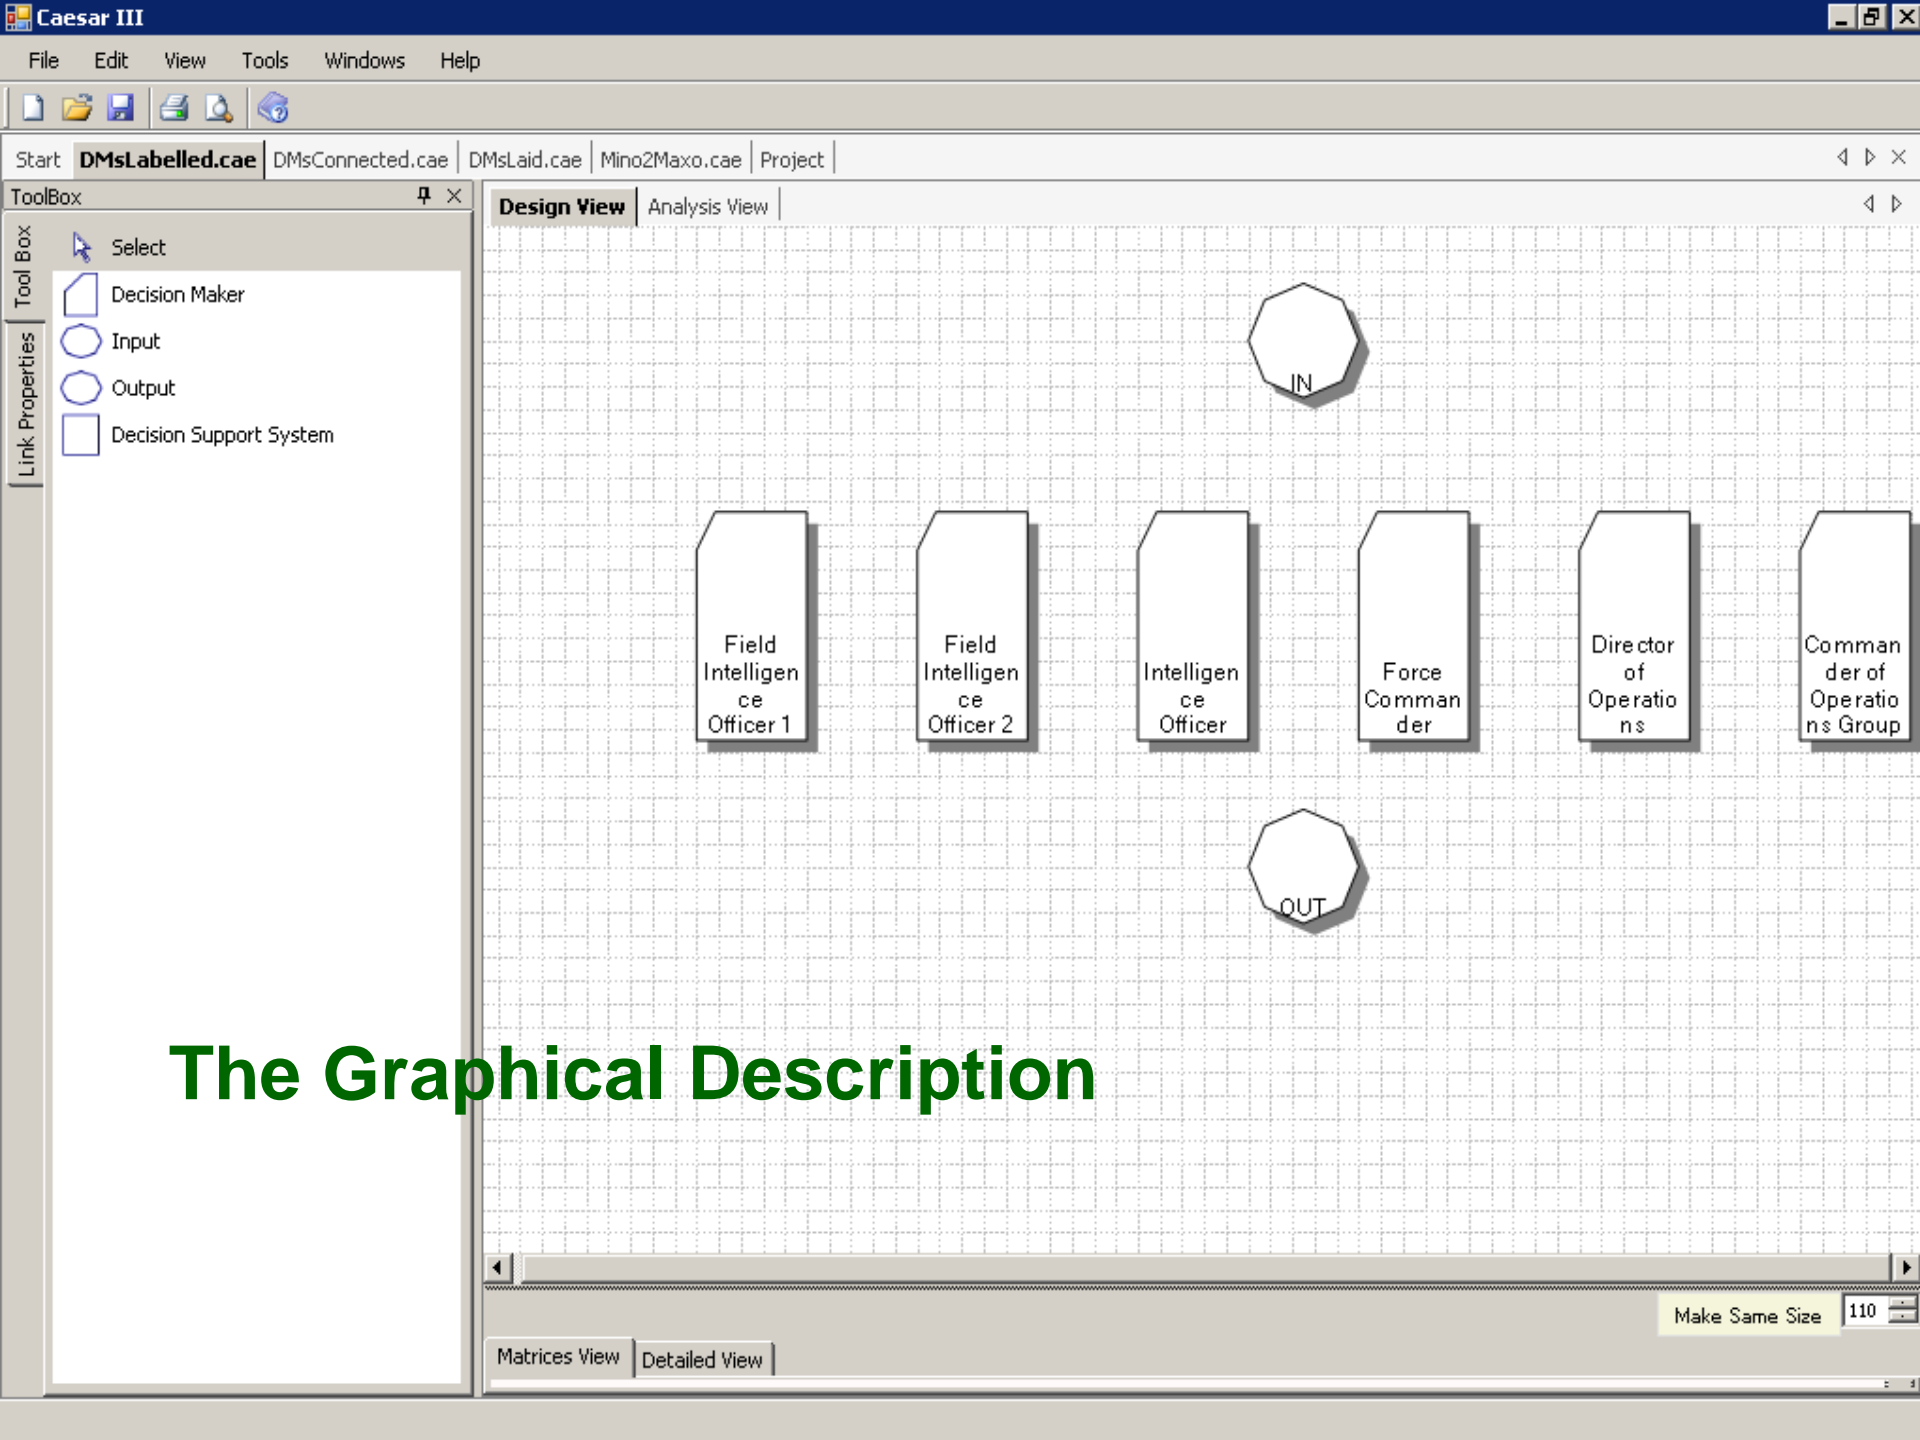 Caesar III
File Edit View Tools Windows Help
Start DMsLabelled.cae DMsConnected.cae DMsLaid.cae Mino2Maxo.cae Project
ToolBox
Design View Analysis View
Tool Box
Link Properties
Select
Decision Maker
Input
Output
Decision Support System
IN
Field
Intelligen
ce
Officer 1
Field
Intelligen
ce
Officer 2
Intelligen
ce
Officer
Force
Comman
der
Director
of
Operatio
ns
Comman
der of
Operatio
ns Group
OUT
The Graphical Description
Make Same Size 110
Matrices View Detailed View